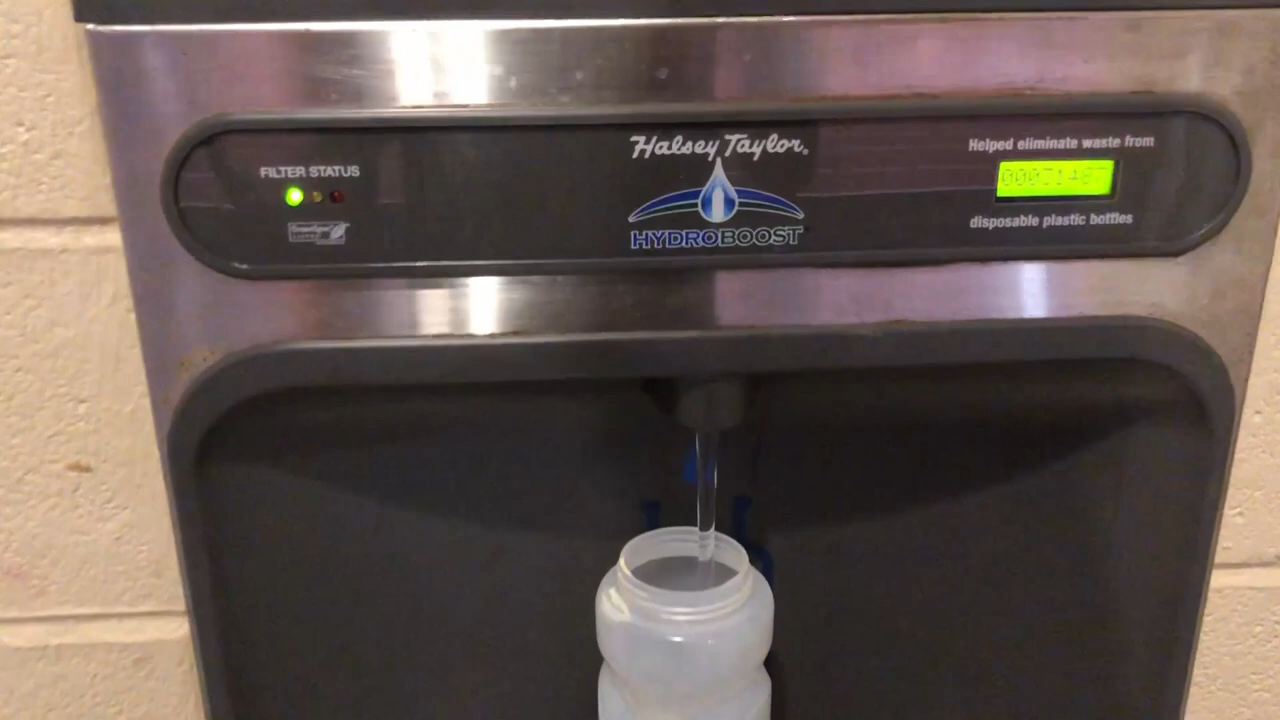 FILTER STATUS
Halsey Taylor.
HYDROBOOST
Helped eliminate waste from
disposable plastic bottles